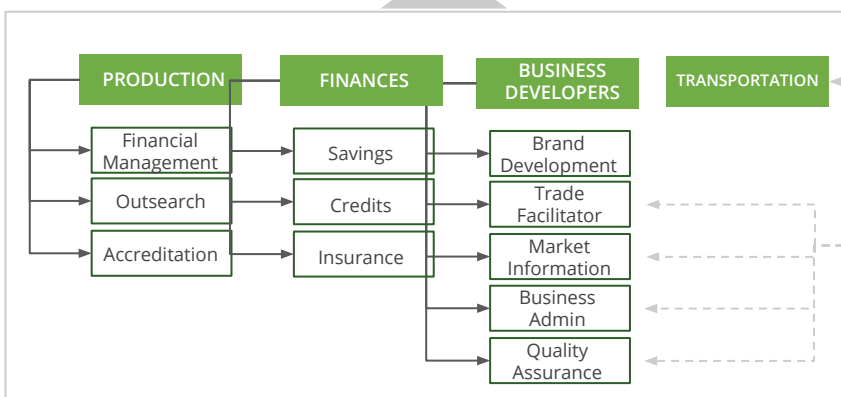 PRODUCTION
Financial
Management
Outsearch
Accreditation
FINANCES
Savings
Credits
Insurance
BUSINESS
DEVELOPERS
Brand
Development
Trade
Facilitator
Market
Information
Business
Admin
Quality
Assurance
TRANSPORTATION